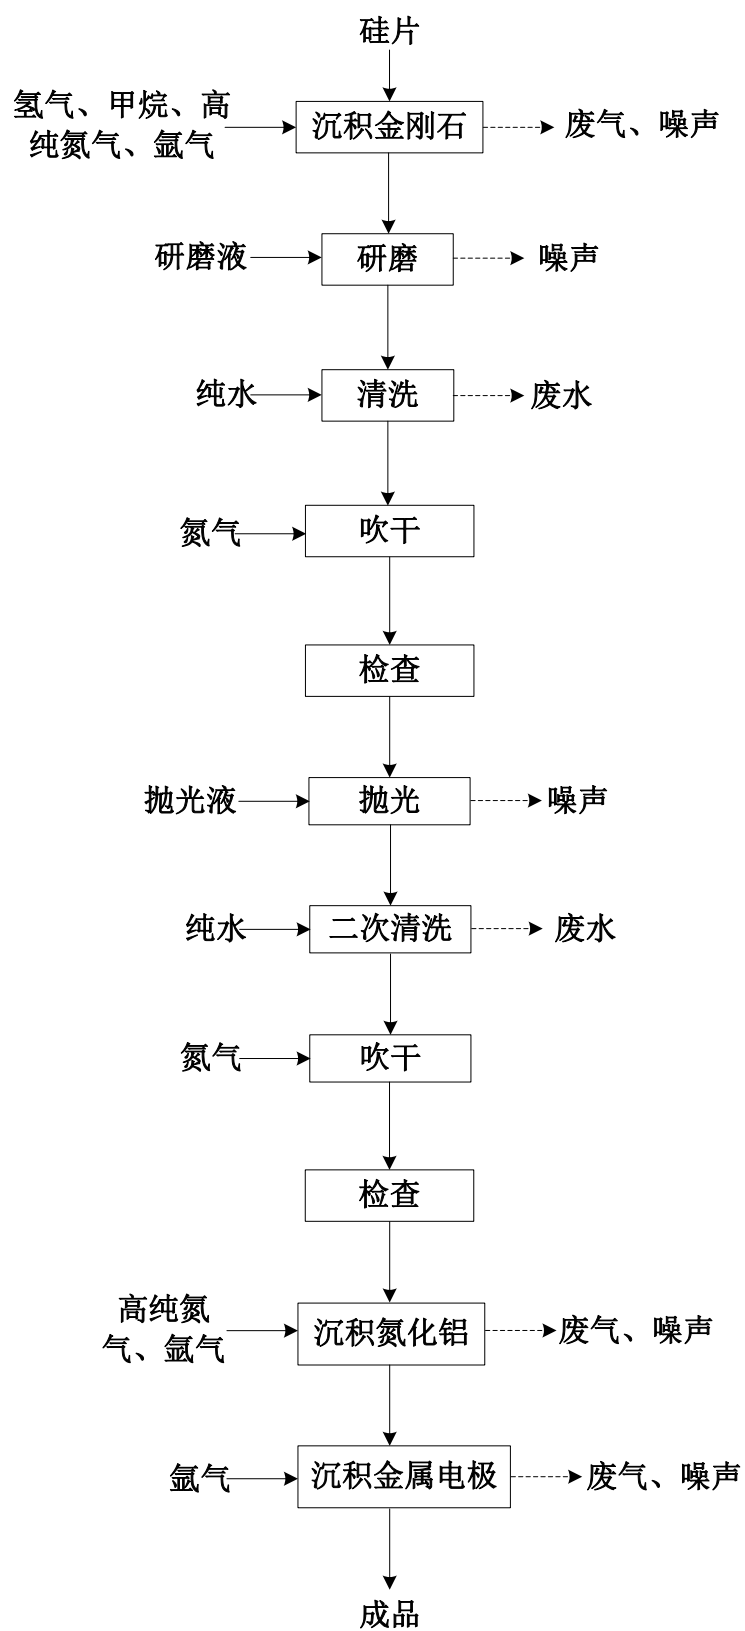 硅片
氢气、甲烷、高
纯氮气、氩气
沉积金刚石
废气、噪声
研磨液
研磨
噪声
纯水
清洗
废水
氮气
吹干
检查
抛光液
抛光
噪声
纯水
二次清洗
废水
氮气
吹干
检查
高纯氮
气、氩气
沉积氮化铝
废气、噪声
氩气
沉积金属电极
废气、噪声
成品